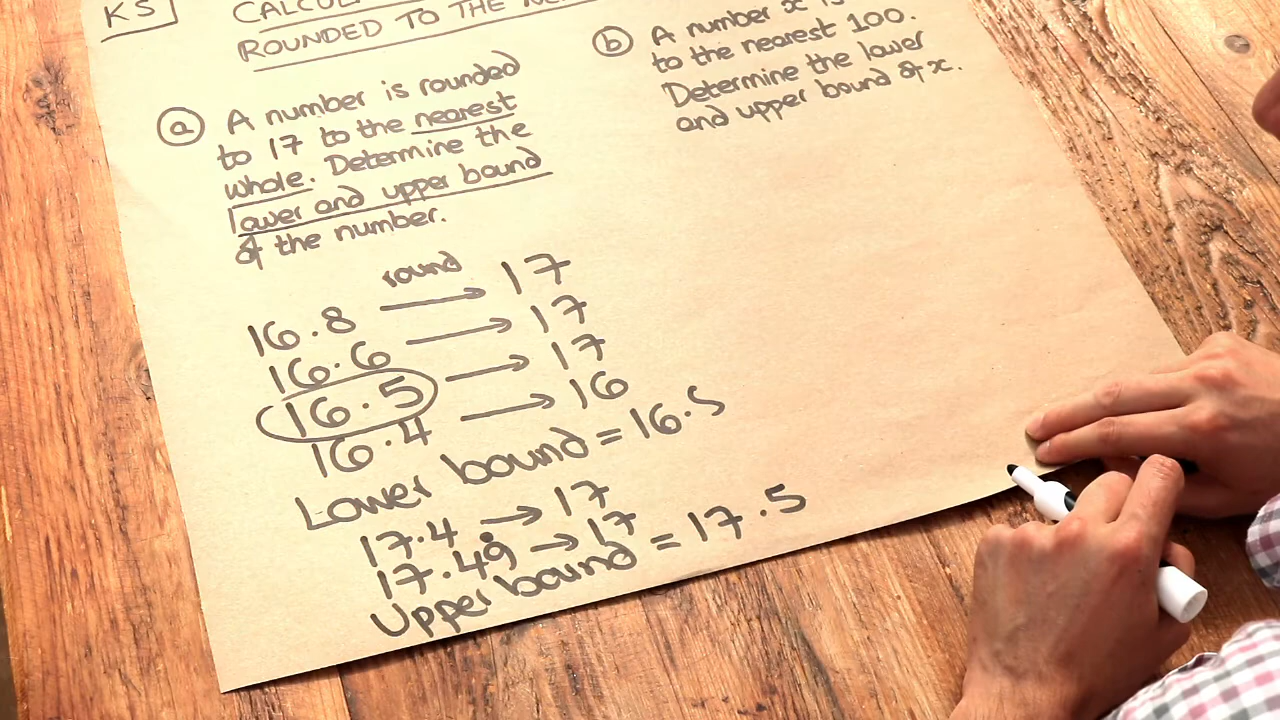 KS
CALCUL
ROUNDED TO THE
a A number is rounded
to 17 to the nearest
whole. Determine the
lower and upper bound
of the number.
round
16.8 → 17
16.6 → 17
16.5 → 17
16.4 → 16
Lower bound = 16.5
17.4 → 17
17.49̇ → 17
Upper bound = 17.5
b A number x is
to the nearest 100.
Determine the lower
and upper bound of x.